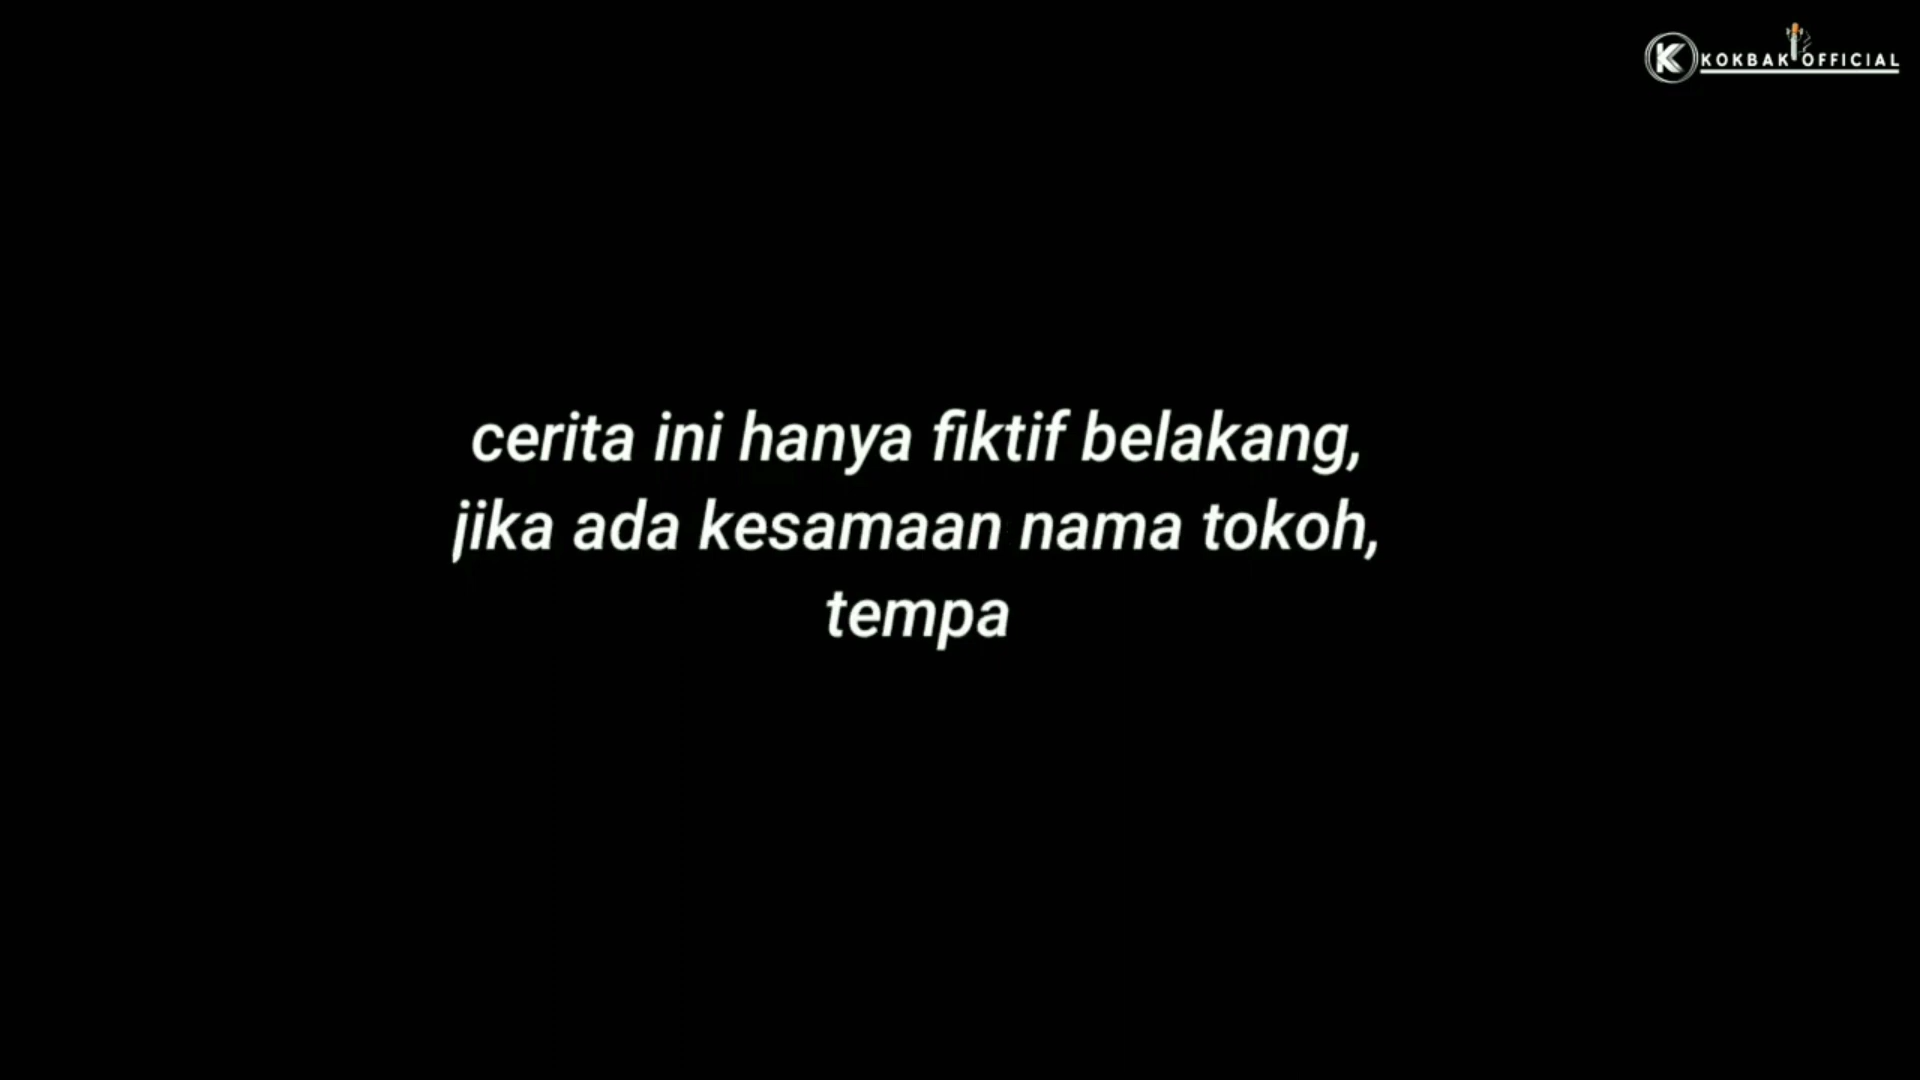 K KOKBAK OFFICIAL
cerita ini hanya fiktif belakang,
jika ada kesamaan nama tokoh,
tempa